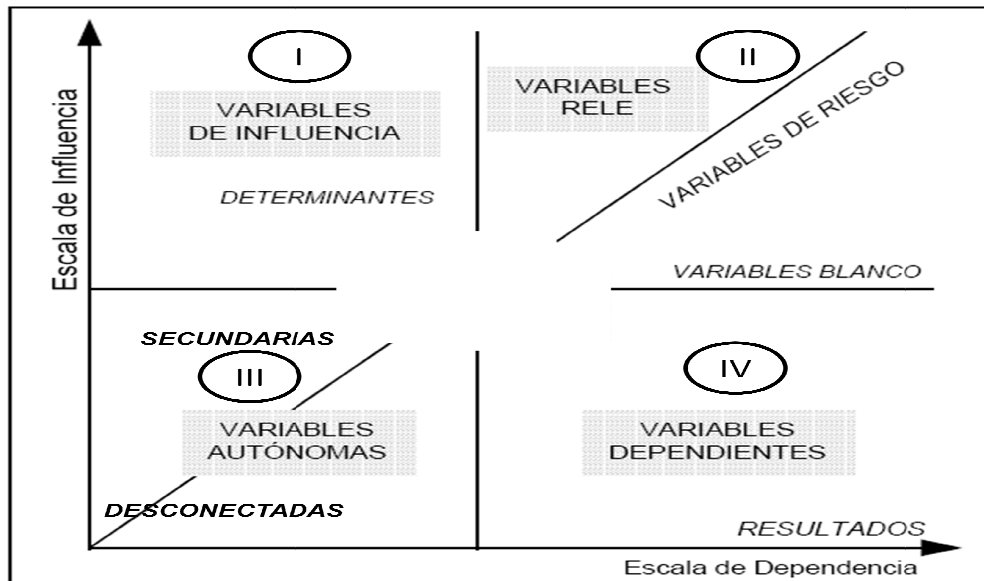 I
II
VARIABLES
DE INFLUENCIA
VARIABLES
RELE
VARIABLES DE RIESGO
DETERMINANTES
Escala de Influencia
VARIABLES BLANCO
SECUNDARIAS
III
IV
VARIABLES
AUTÓNOMAS
VARIABLES
DEPENDIENTES
DESCONECTADAS
RESULTADOS
Escala de Dependencia